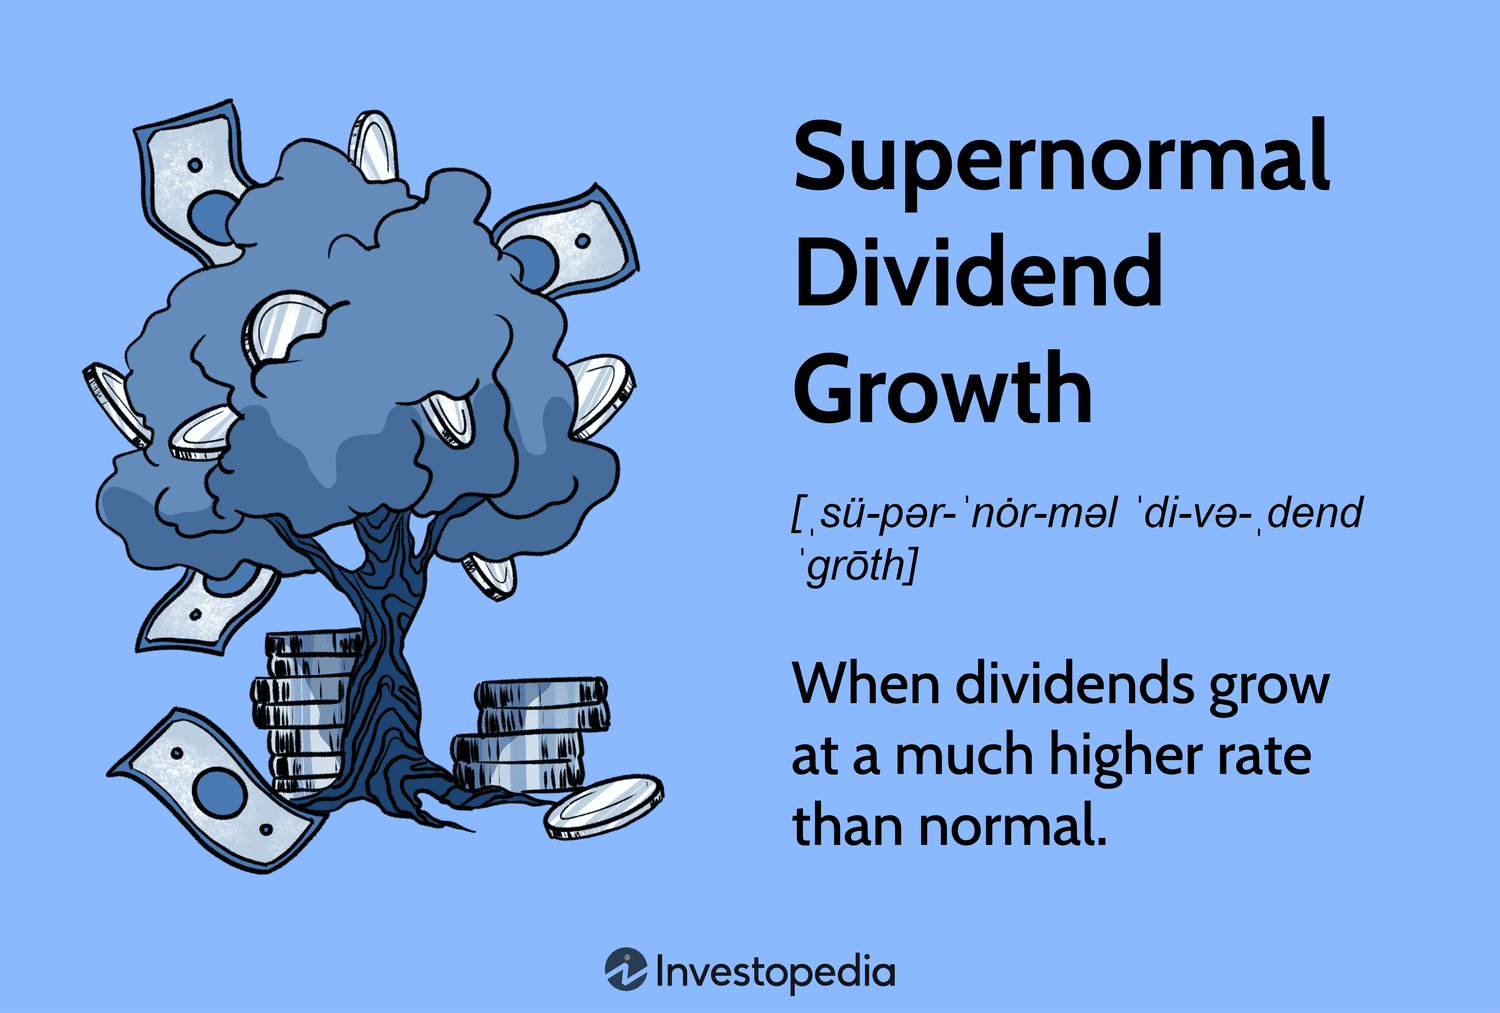 Supernormal
Dividend
Growth
[ˌsü-pər-ˈnȯr-məl ˈdi-və-ˌdend
ˈgrōth]
When dividends grow
at a much higher rate
than normal.
Investopedia